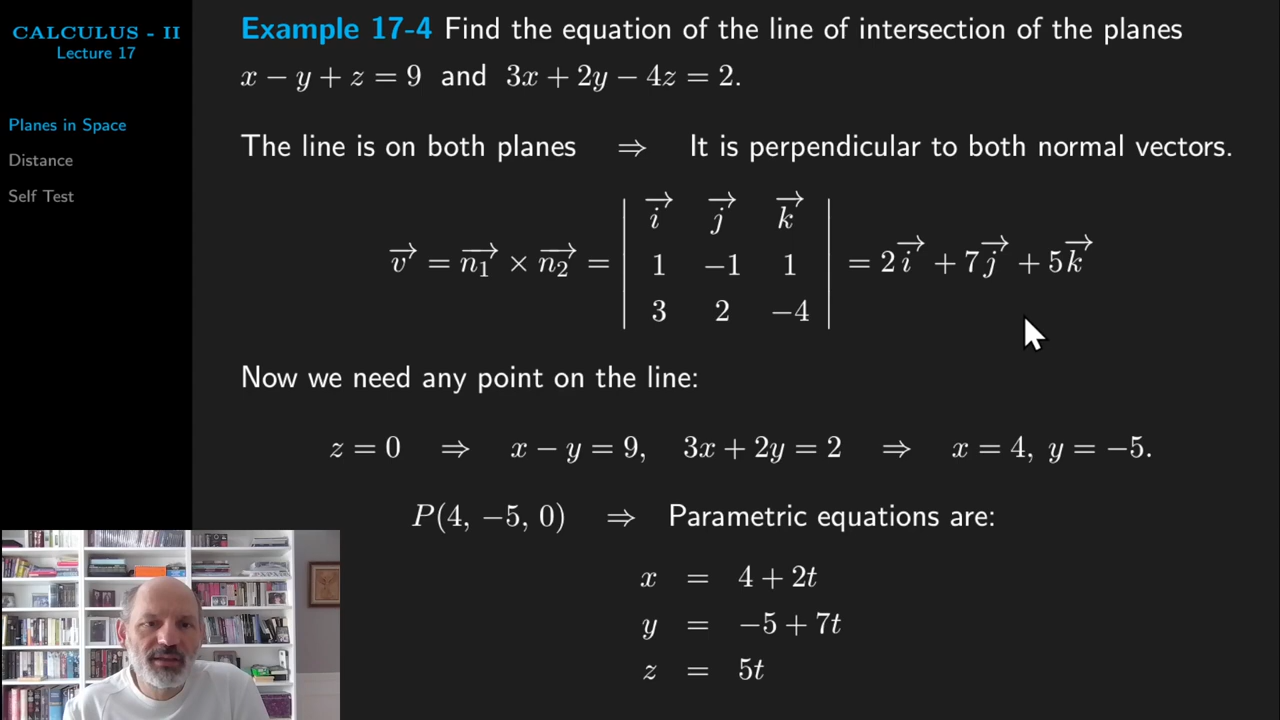 CALCULUS - II
Lecture 17
Planes in Space
Distance
Self Test
Example 17-4 Find the equation of the line of intersection of the planes
x − y + z = 9 and 3x + 2y − 4z = 2.
The line is on both planes ⇒ It is perpendicular to both normal vectors.
v⃗ = n₁⃗ × n₂⃗ = | i⃗ j⃗ k⃗ |
| 1 −1 1 | = 2i⃗ + 7j⃗ + 5k⃗
| 3 2 −4 |
Now we need any point on the line:
z = 0 ⇒ x − y = 9, 3x + 2y = 2 ⇒ x = 4, y = −5.
P(4, −5, 0) ⇒ Parametric equations are:
x = 4 + 2t
y = −5 + 7t
z = 5t